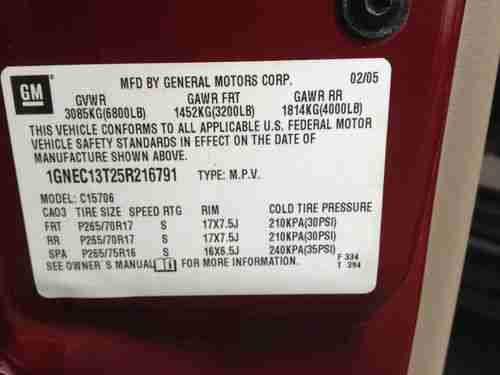 GM
MFD BY GENERAL MOTORS CORP. 02/05
GVWR GAWR FRT GAWR RR
3085KG(6800LB) 1452KG(3200LB) 1814KG(4000LB)
THIS VEHICLE CONFORMS TO ALL APPLICABLE U.S. FEDERAL MOTOR
VEHICLE SAFETY STANDARDS IN EFFECT ON THE DATE OF
MANUFACTURE SHOWN ABOVE.
1GNEC13T25R216791 TYPE: M.P.V.
MODEL: C15706
CAO3 TIRE SIZE SPEED RTG RIM COLD TIRE PRESSURE
FRT P265/70R17 S 17X7.5J 210KPA(30PSI)
RR P265/70R17 S 17X7.5J 210KPA(30PSI)
SPA P265/75R16 S 16X6.5J 240KPA(35PSI)
SEE OWNER'S MANUAL FOR MORE INFORMATION. F 334
T 294